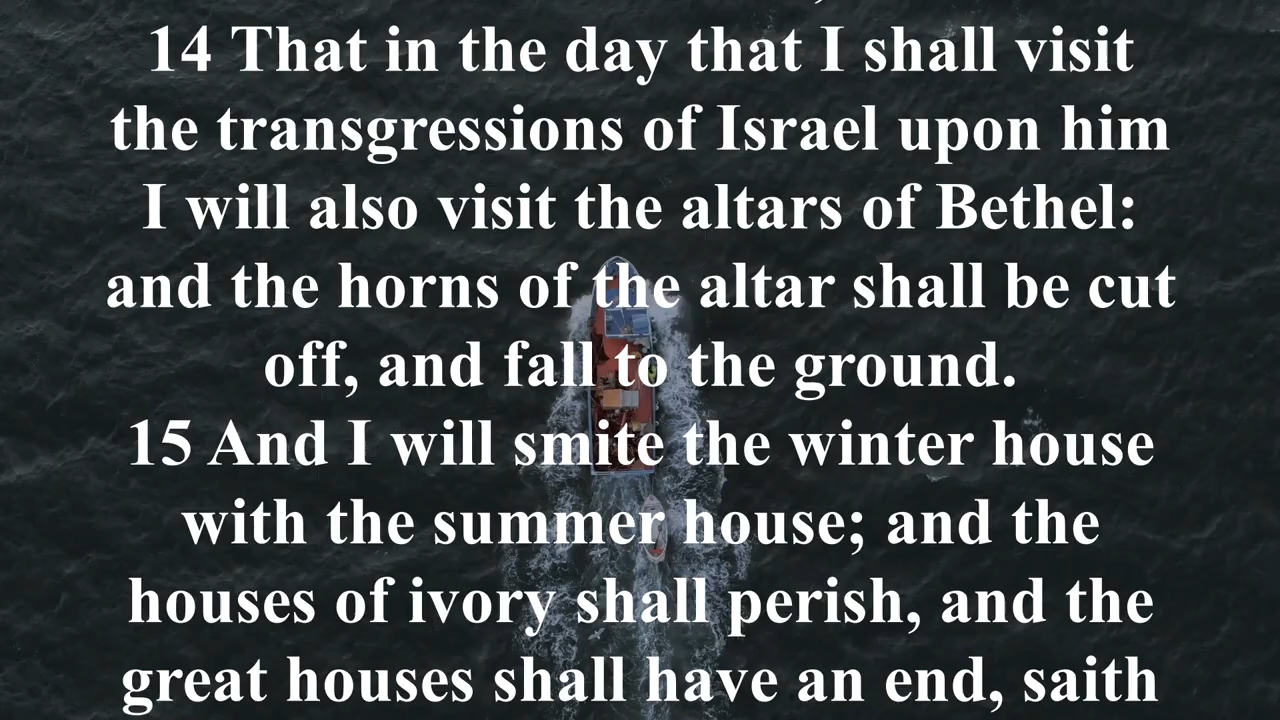 14 That in the day that I shall visit
the transgressions of Israel upon him
I will also visit the altars of Bethel:
and the horns of the altar shall be cut
off, and fall to the ground.
15 And I will smite the winter house
with the summer house; and the
houses of ivory shall perish, and the
great houses shall have an end, saith